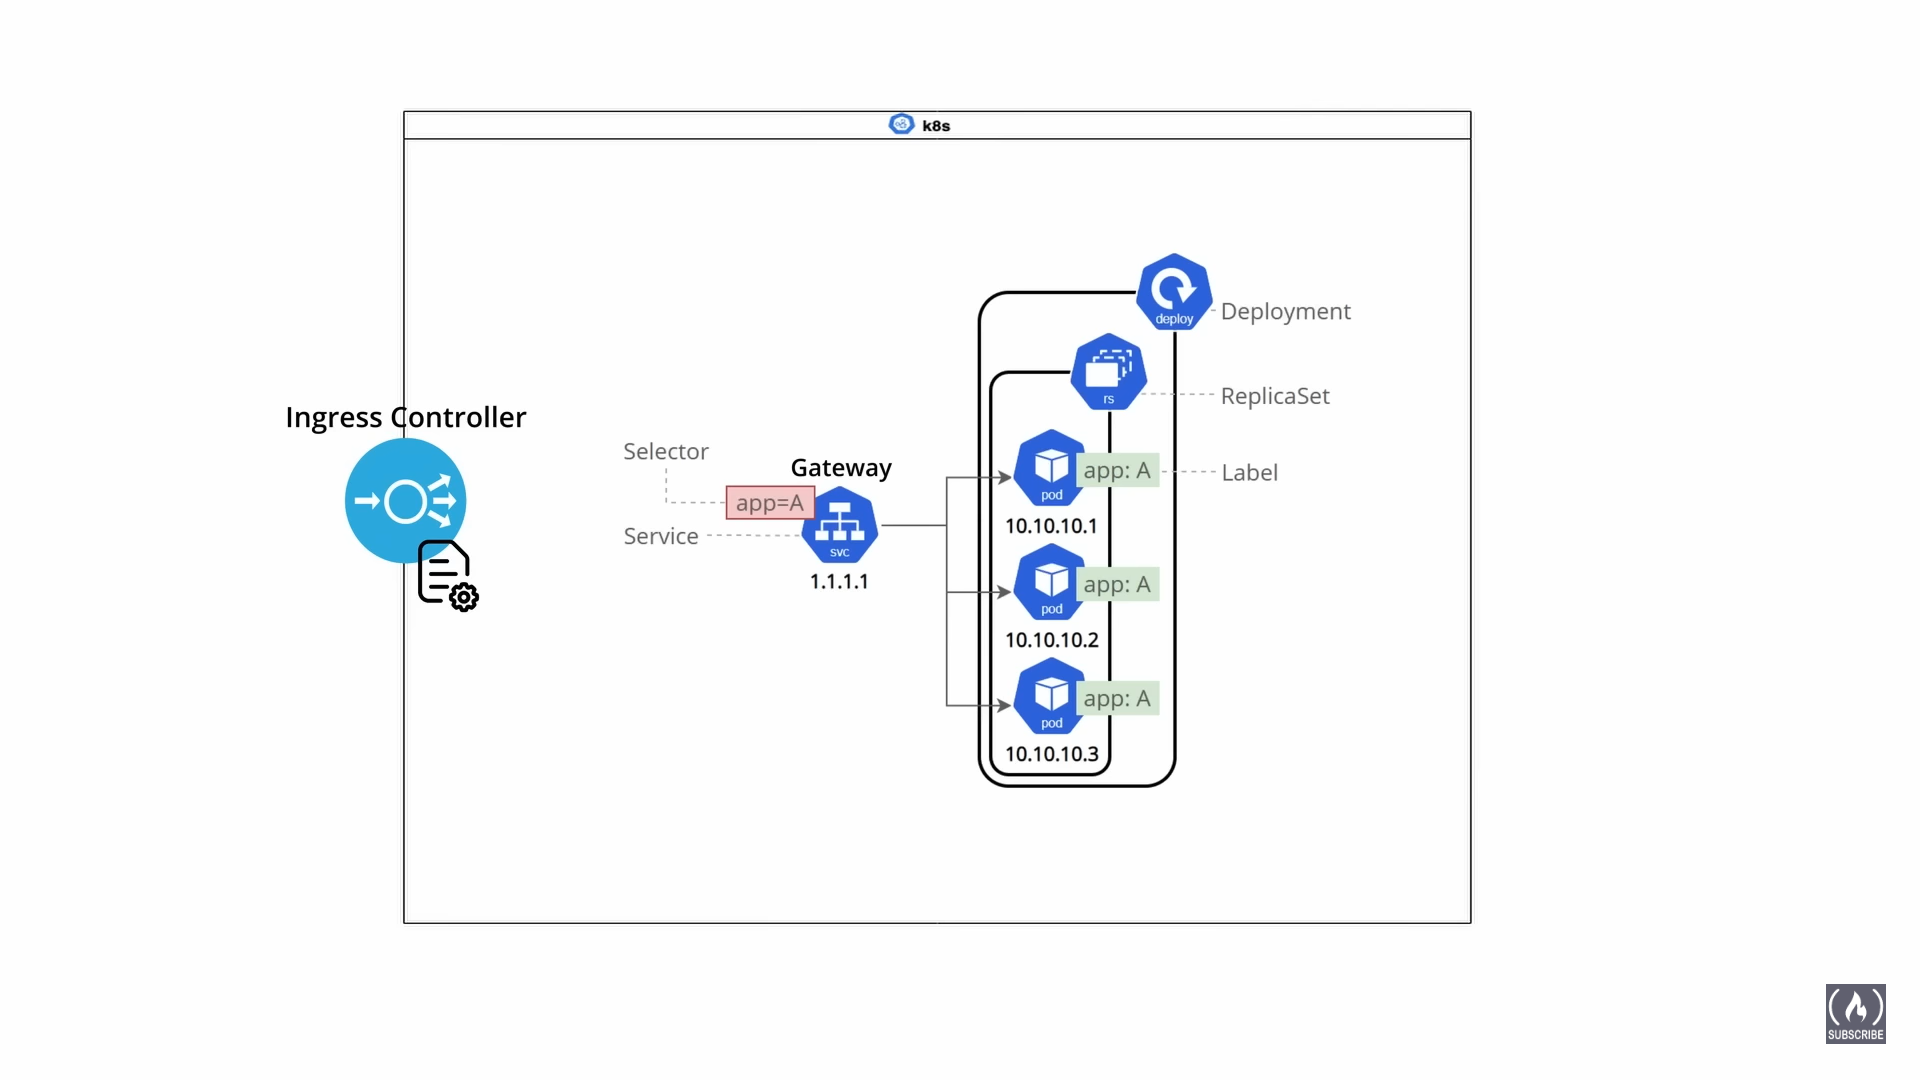 k8s
deploy
Deployment
rs
ReplicaSet
Ingress Controller
Selector
Gateway
app=A
Service
svc
1.1.1.1
app: A
Label
pod
10.10.10.1
app: A
pod
10.10.10.2
app: A
pod
10.10.10.3
SUBSCRIBE